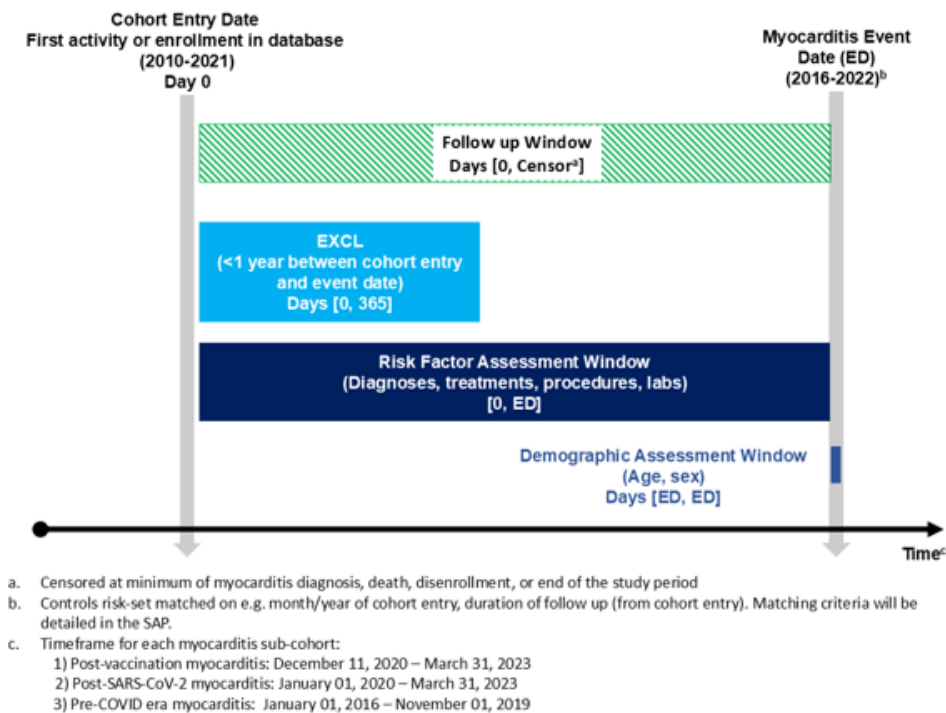 Cohort Entry Date
First activity or enrollment in database
(2010-2021)
Day 0
Myocarditis Event
Date (ED)
(2016-2022)b
Follow up Window
Days [0, Censorª]
EXCL
(<1 year between cohort entry
and event date)
Days [0, 365]
Risk Factor Assessment Window
(Diagnoses, treatments, procedures, labs)
[0, ED]
Demographic Assessment Window
(Age, sex)
Days [ED, ED]
Timec
a. Censored at minimum of myocarditis diagnosis, death, disenrollment, or end of the study period
b. Controls risk-set matched on e.g. month/year of cohort entry, duration of follow up (from cohort entry). Matching criteria will be
detailed in the SAP.
c. Timeframe for each myocarditis sub-cohort:
1) Post-vaccination myocarditis: December 11, 2020 – March 31, 2023
2) Post-SARS-CoV-2 myocarditis: January 01, 2020 – March 31, 2023
3) Pre-COVID era myocarditis: January 01, 2016 – November 01, 2019